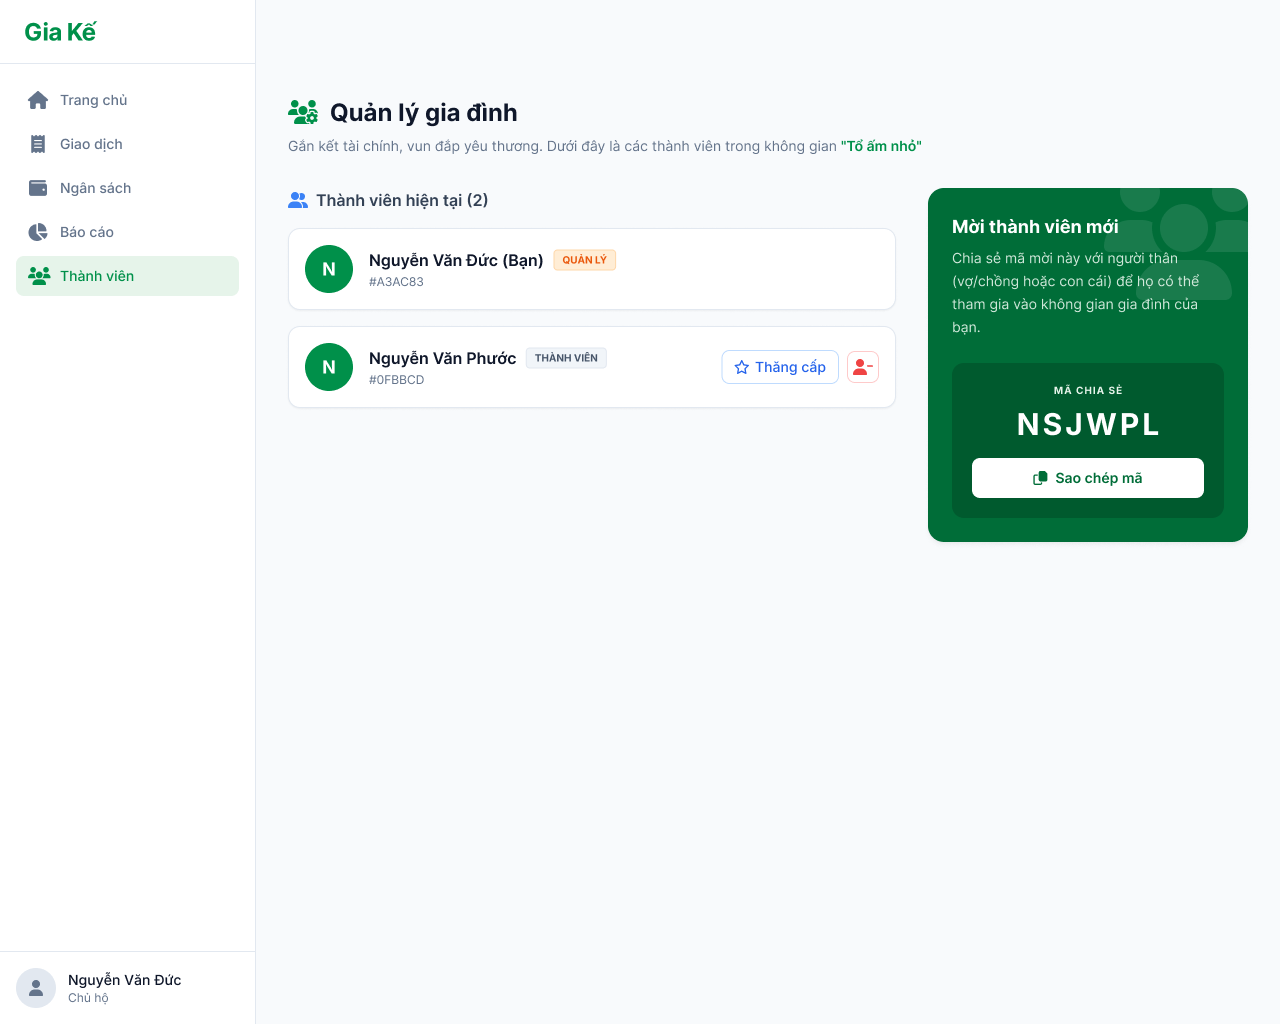 Gia Kế
Trang chủ
Giao dịch
Ngân sách
Báo cáo
Thành viên
Quản lý gia đình
Gắn kết tài chính, vun đắp yêu thương. Dưới đây là các thành viên trong không gian "Tổ ấm nhỏ"
Thành viên hiện tại (2)
N
Nguyễn Văn Đức (Bạn) QUẢN LÝ
#A3AC83
N
Nguyễn Văn Phước THÀNH VIÊN
#0FBBCD
Thăng cấp
Mời thành viên mới
Chia sẻ mã mời này với người thân
(vợ/chồng hoặc con cái) để họ có thể
tham gia vào không gian gia đình của
bạn.
MÃ CHIA SẺ
NSJWPL
Sao chép mã
Nguyễn Văn Đức
Chủ hộ